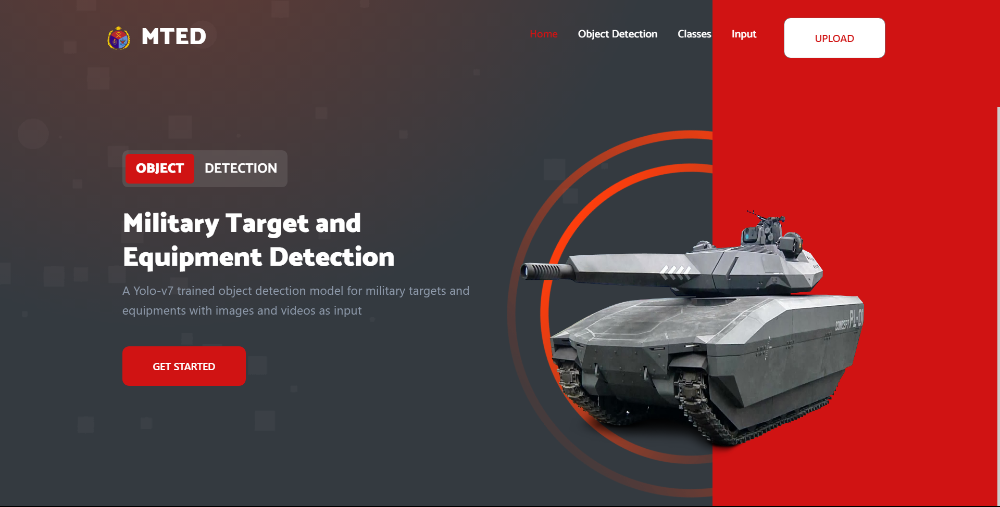 MTED
Home
Object Detection
Classes
Input
UPLOAD
OBJECT DETECTION
Military Target and
Equipment Detection
A Yolo-v7 trained object detection model for military targets and
equipments with images and videos as input
GET STARTED
CONCEPT PL-01